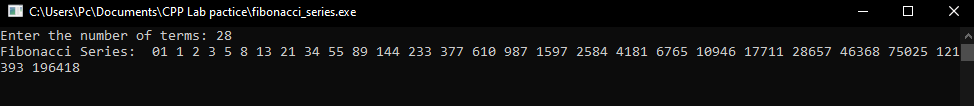 C:\Users\Pc\Documents\CPP Lab pactice\fibonacci_series.exe
Enter the number of terms: 28
Fibonacci Series:  01 1 2 3 5 8 13 21 34 55 89 144 233 377 610 987 1597 2584 4181 6765 10946 17711 28657 46368 75025 121
393 196418